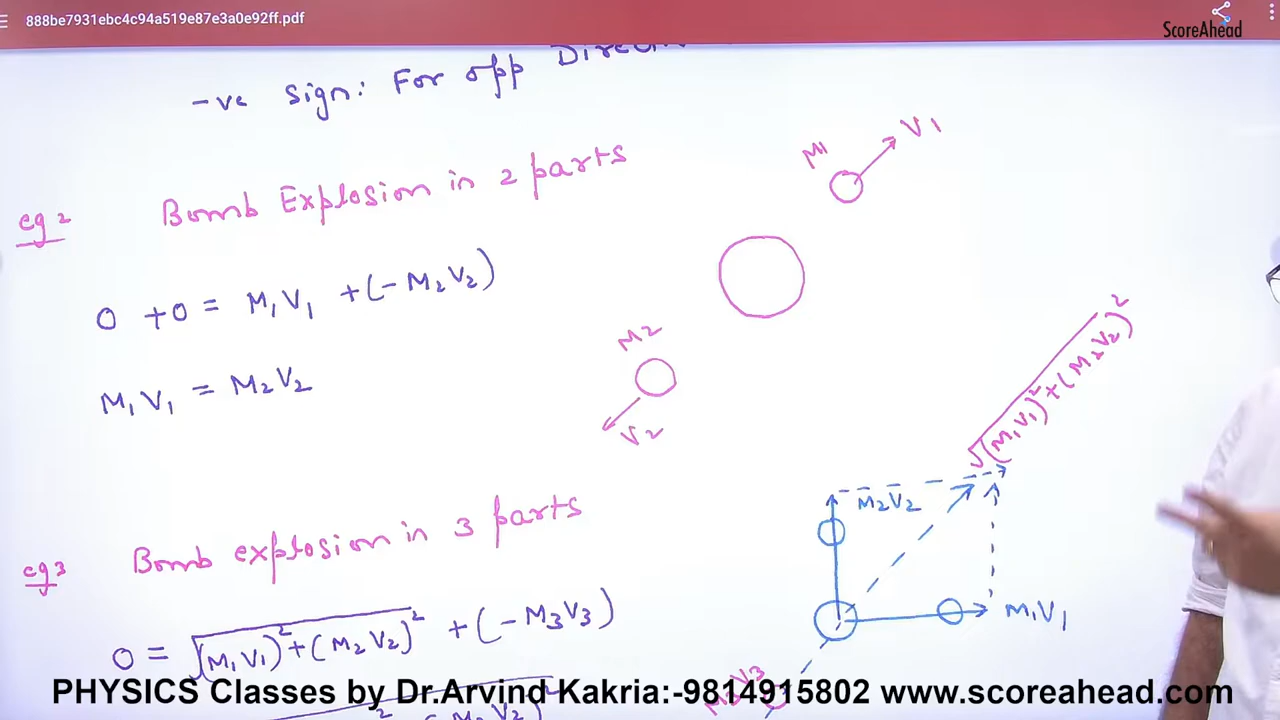 888be7931ebc4c94a519e87e3a0e92ff.pdf
ScoreAhead
-ve Sign: For opp
eg 2 Bomb Explosion in 2 parts
M1 V1
0 + 0 = M₁V₁ + (- M₂V₂)
M2
V2
M₁V₁ = M₂V₂
√(M₁V₁)² + (M₂V₂)²
M₂V₂
eg 3 Bomb explosion in 3 parts
M₁V₁
0 = √(M₁V₁)² + (M₂V₂)² + (- M₃V₃)
PHYSICS Classes by Dr.Arvind Kakria:-9814915802 www.scoreahead.com